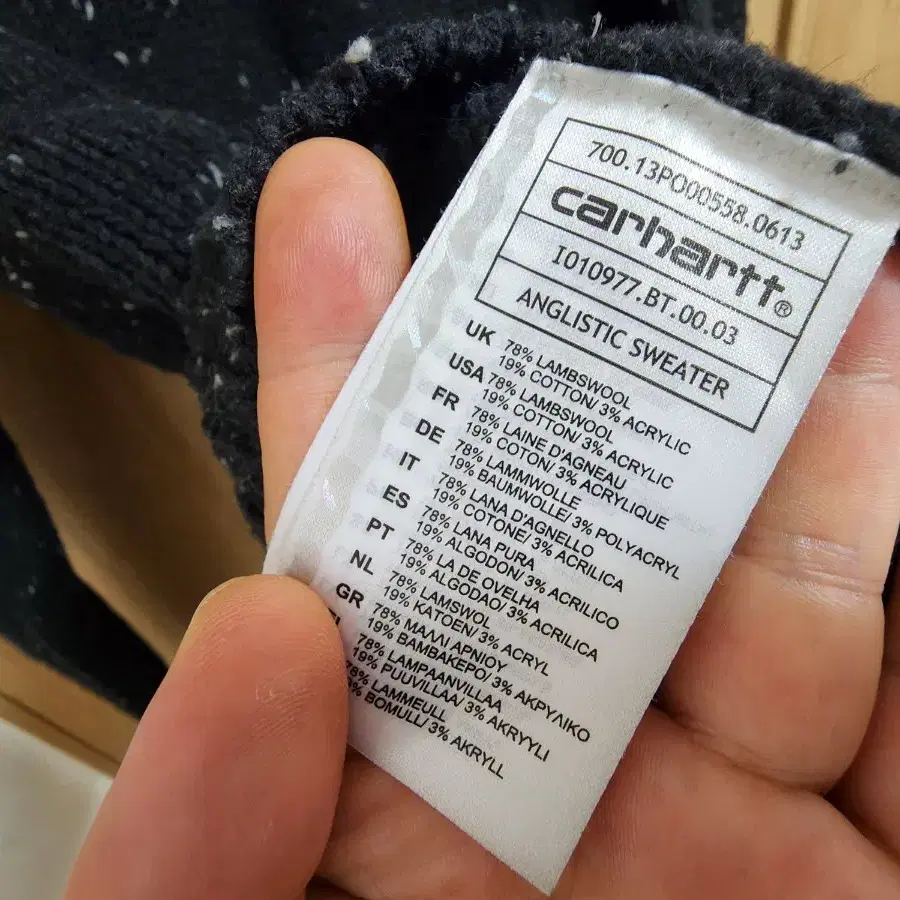 700.13PO00558.0613
carhartt®
I010977.BT.00.03
ANGLISTIC SWEATER
UK 78% LAMBSWOOL
19% COTTON/ 3% ACRYLIC
USA 78% LAMBSWOOL
19% COTTON/ 3% ACRYLIC
FR 78% LAINE D'AGNEAU
19% COTON/ 3% ACRYLIQUE
DE 78% LAMMWOLLE
19% BAUMWOLLE/ 3% POLYACRYL
IT 78% LANA D'AGNELLO
19% COTONE/ 3% ACRILICA
ES 78% LANA PURA
19% ALGODON/ 3% ACRILICO
PT 78% LA DE OVELHA
19% ALGODAO/ 3% ACRILICA
NL 78% LAMSWOL
19% KATOEN/ 3% ACRYL
GR 78% ΜΑΛΛΙ ΑΡΝΙΟΥ
19% ΒΑΜΒΑΚΕΡΟ/ 3% ΑΚΡΥΛΙΚΟ
78% LAMPAANVILLAA
19% PUUVILLAA/ 3% AKRYYLI
78% LAMMEULL
BOMULL/ 3% AKRYLL